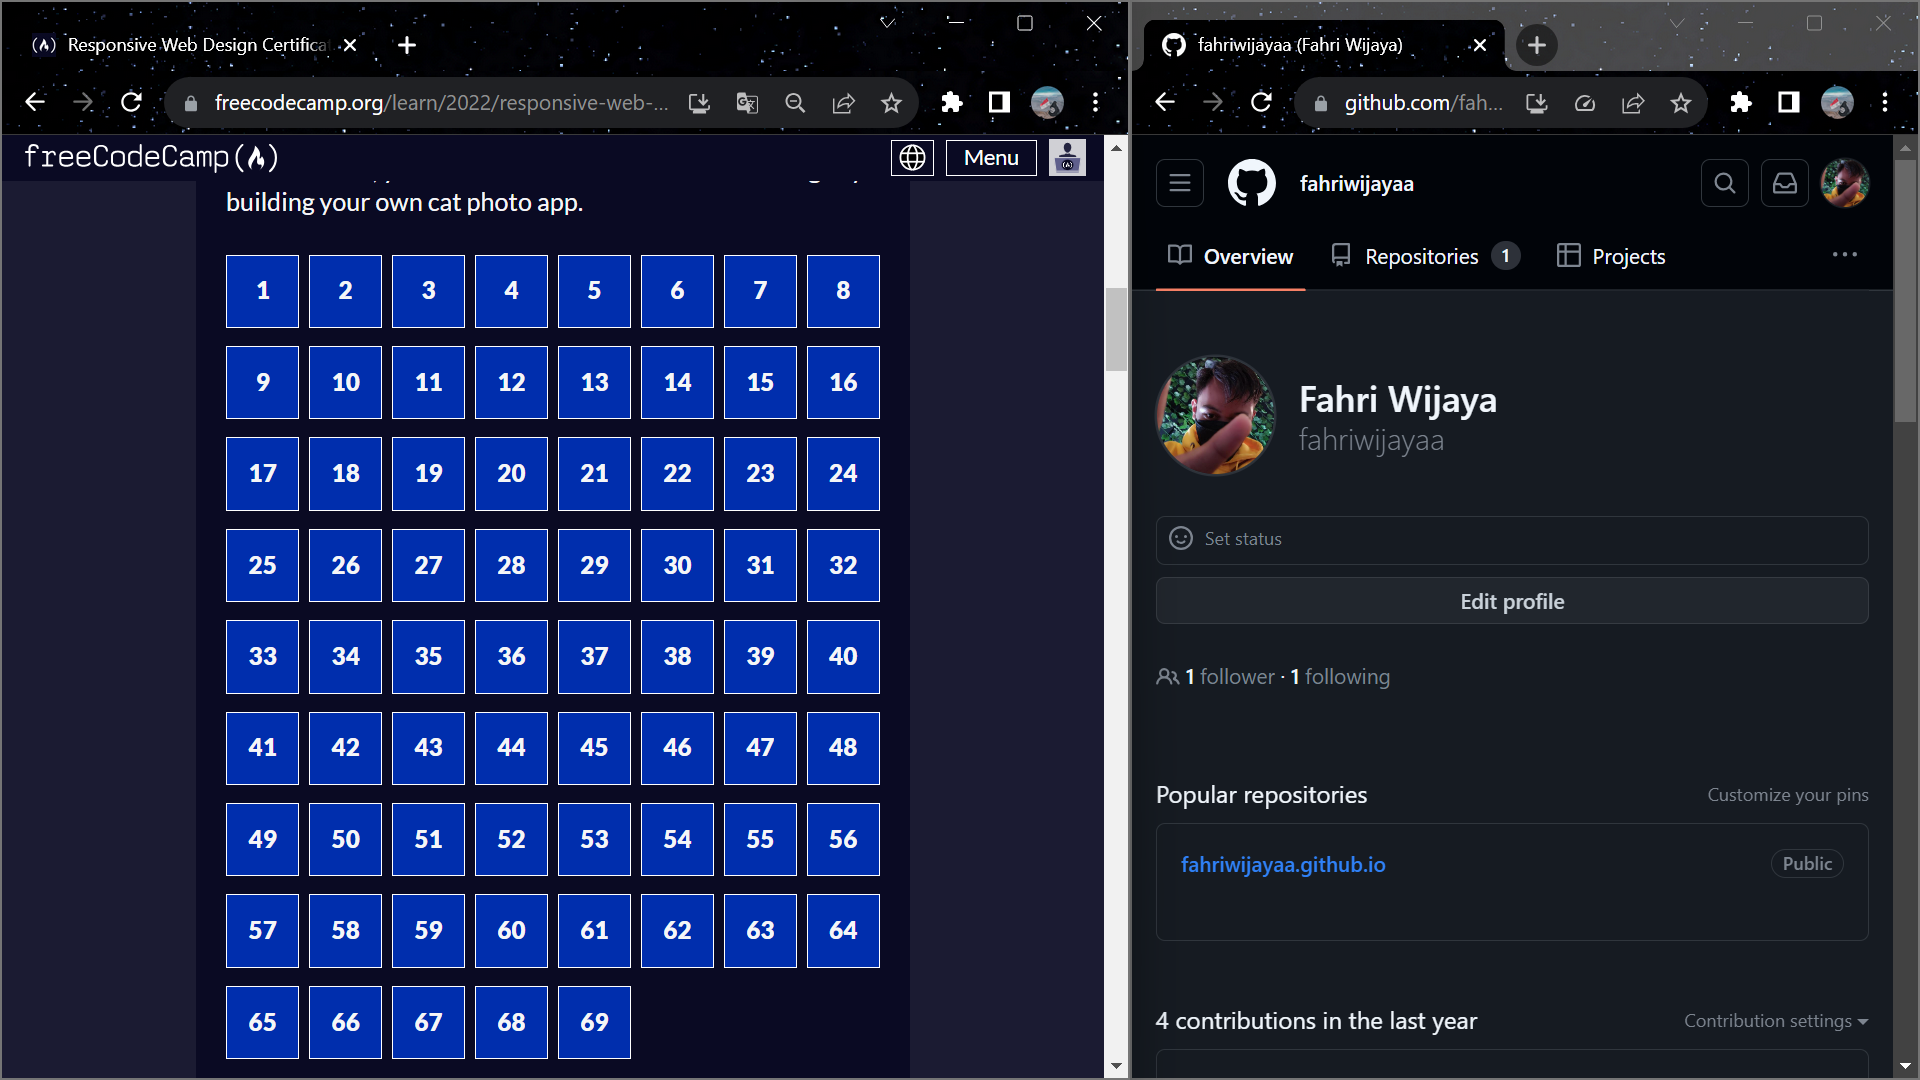 Responsive Web Design Certifica
freecodecamp.org/learn/2022/responsive-web-...
freeCodeCamp(🔥)
Menu
building your own cat photo app.
1 2 3 4 5 6 7 8
9 10 11 12 13 14 15 16
17 18 19 20 21 22 23 24
25 26 27 28 29 30 31 32
33 34 35 36 37 38 39 40
41 42 43 44 45 46 47 48
49 50 51 52 53 54 55 56
57 58 59 60 61 62 63 64
65 66 67 68 69
fahriwijayaa (Fahri Wijaya)
github.com/fah...
fahriwijayaa
Overview Repositories 1 Projects
Fahri Wijaya
fahriwijayaa
Set status
Edit profile
1 follower · 1 following
Popular repositories Customize your pins
fahriwijayaa.github.io Public
4 contributions in the last year Contribution settings